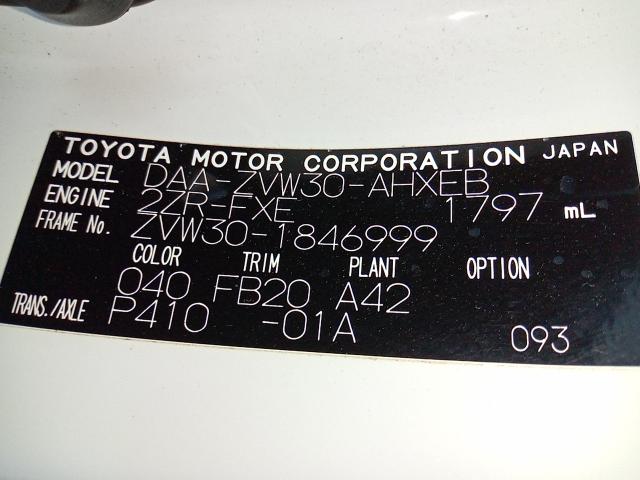 TOYOTA MOTOR CORPORATION JAPAN
MODEL DAA-ZVW30-AHXEB
ENGINE 2ZR-FXE 1797 mL
FRAME No. ZVW30-1846999
COLOR TRIM PLANT OPTION
040 FB20 A42
TRANS./AXLE P410 -01A 093